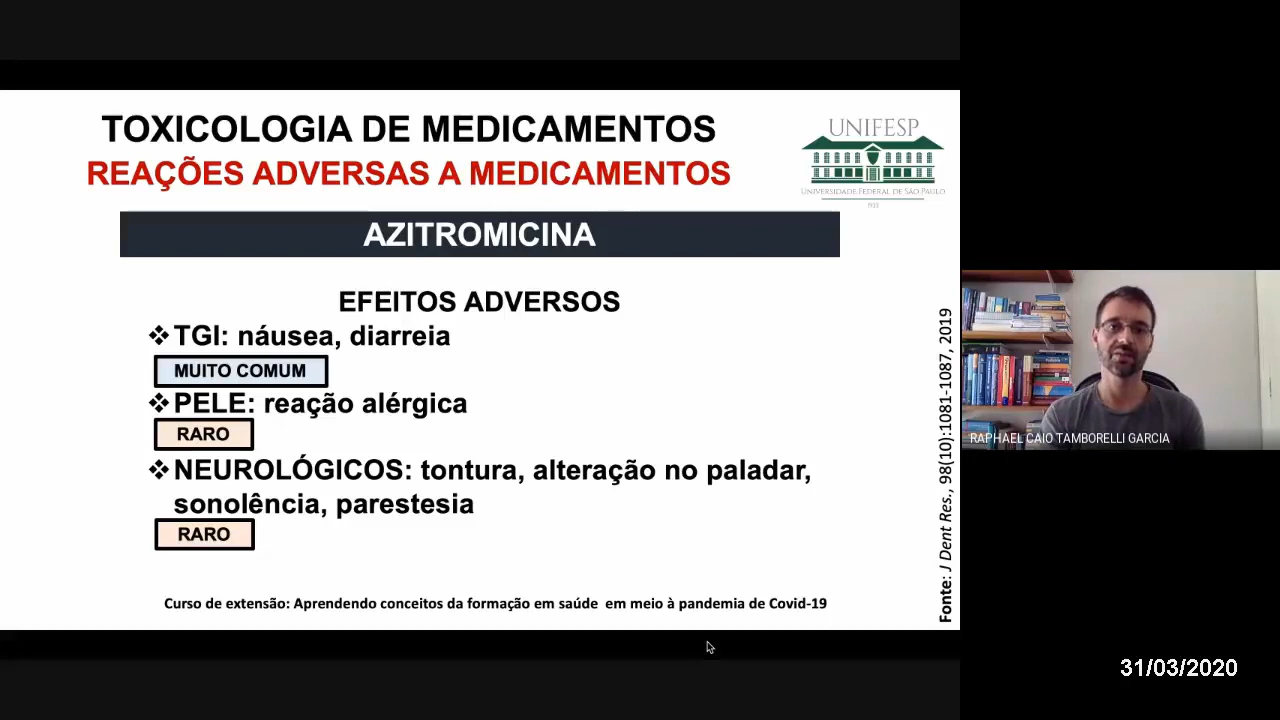 TOXICOLOGIA DE MEDICAMENTOS
REAÇÕES ADVERSAS A MEDICAMENTOS
UNIFESP
UNIVERSIDADE FEDERAL DE SÃO PAULO
1933
AZITROMICINA
EFEITOS ADVERSOS
❖TGI: náusea, diarreia
MUITO COMUM
❖PELE: reação alérgica
RARO
❖NEUROLÓGICOS: tontura, alteração no paladar,
sonolência, parestesia
RARO
Fonte: J Dent Res., 98(10):1081-1087, 2019
Curso de extensão: Aprendendo conceitos da formação em saúde em meio à pandemia de Covid-19
RAPHAEL CAIO TAMBORELLI GARCIA
31/03/2020